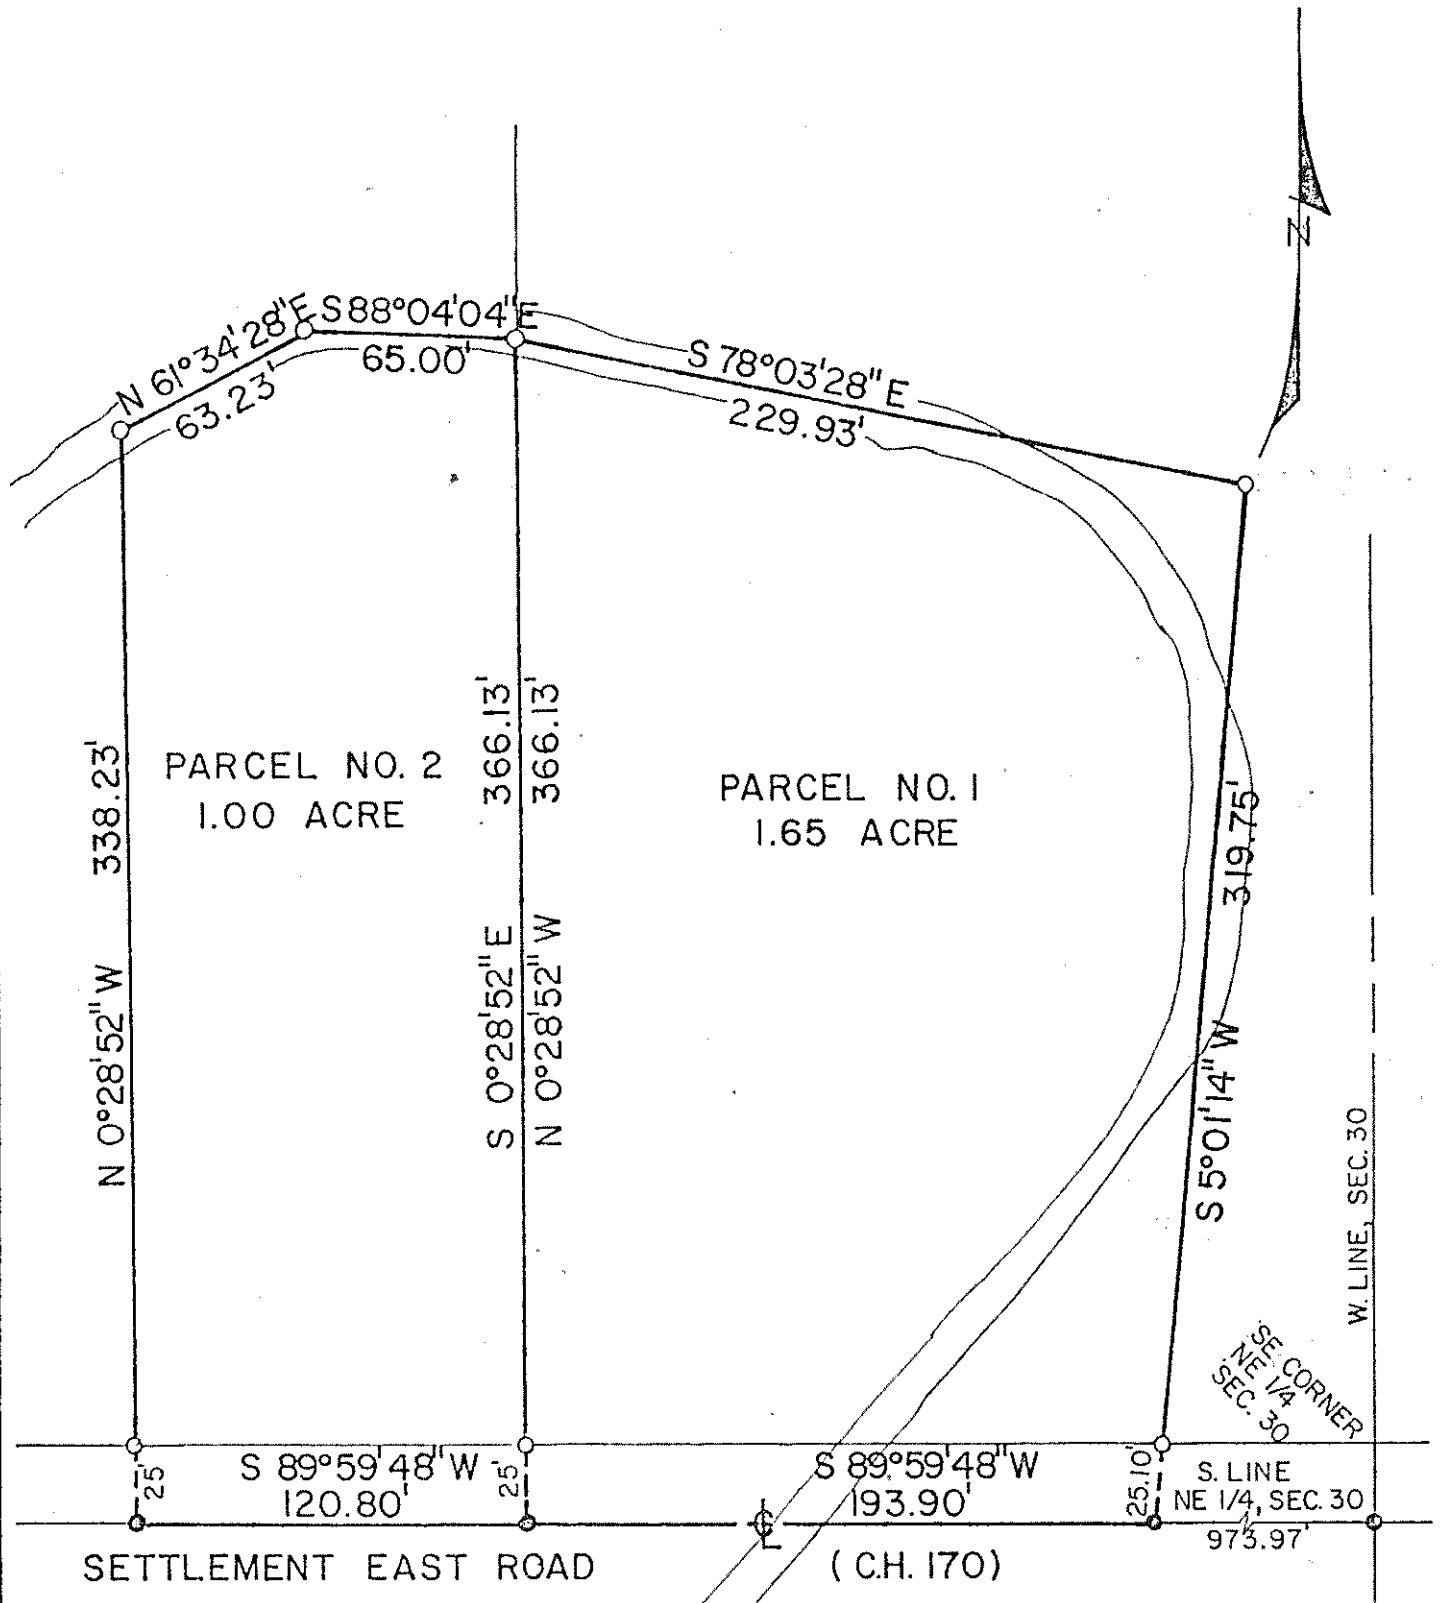 N
N 61°34'28"E
63.23'
S 88°04'04"E
65.00'
S 78°03'28" E
229.93'
N 0°28'52" W 338.23'
PARCEL NO. 2
1.00 ACRE
S 0°28'52" E 366.13'
N 0°28'52" W 366.13'
PARCEL NO. 1
1.65 ACRE
S 5°01'14" W 319.75'
W. LINE, SEC. 30
SE CORNER
NE 1/4
SEC. 30
25'
S 89°59'48"W
120.80'
25'
S 89°59'48"W
193.90'
25.10'
S. LINE
NE 1/4, SEC. 30
973.97'
CL
SETTLEMENT EAST ROAD (C.H. 170)